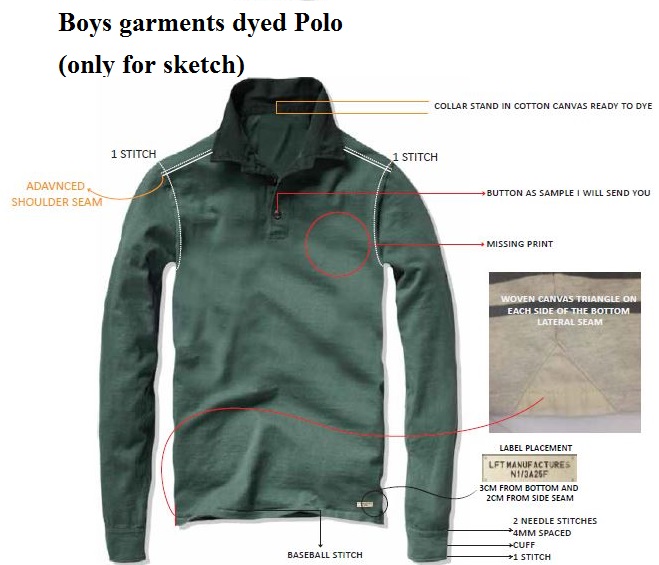 Boys garments dyed Polo
(only for sketch)
COLLAR STAND IN COTTON CANVAS READY TO DYE
1 STITCH
1 STITCH
ADAVNCED
SHOULDER SEAM
BUTTON AS SAMPLE I WILL SEND YOU
MISSING PRINT
WOVEN CANVAS TRIANGLE ON
EACH SIDE OF THE BOTTOM
LATERAL SEAM
LABEL PLACEMENT
LFT MANUFACTURES
N1/3A25F
3CM FROM BOTTOM AND
2CM FROM SIDE SEAM
2 NEEDLE STITCHES
4MM SPACED
CUFF
1 STITCH
BASEBALL STITCH